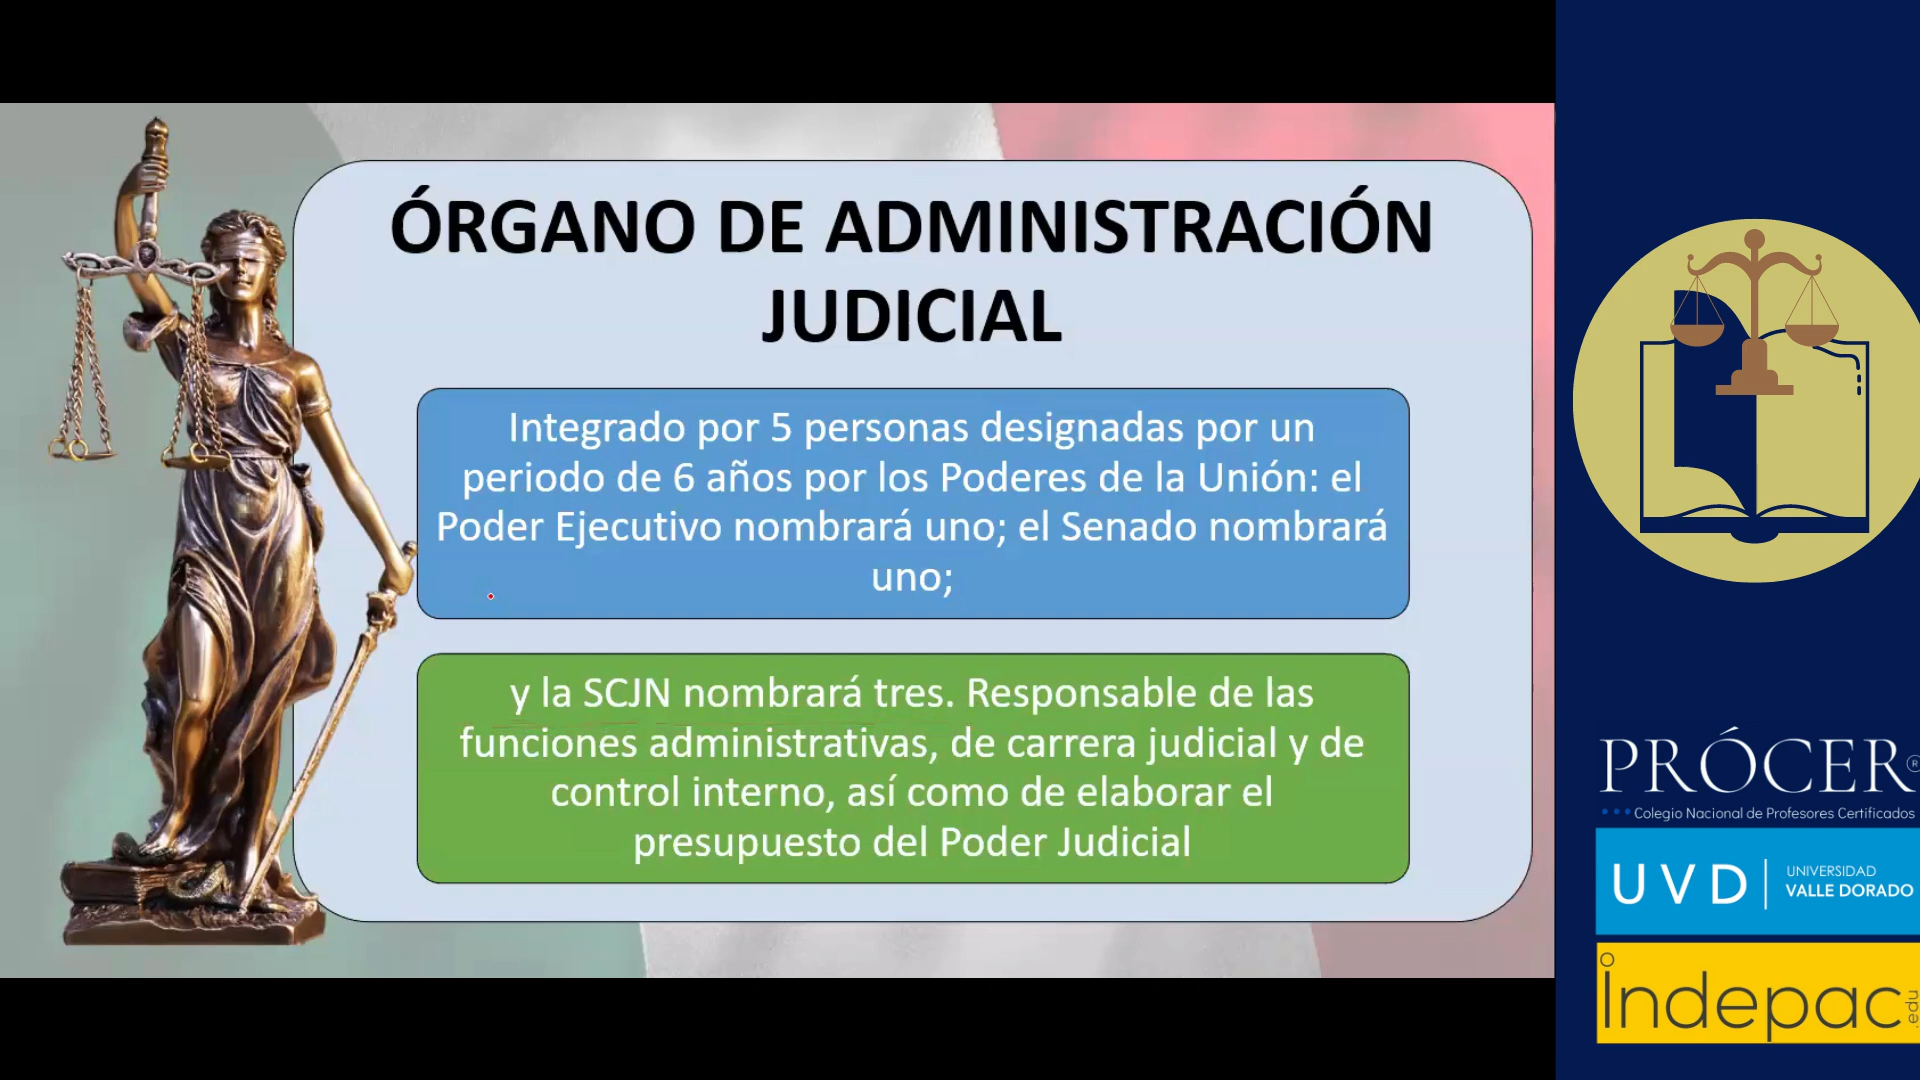 ÓRGANO DE ADMINISTRACIÓN
JUDICIAL
Integrado por 5 personas designadas por un
periodo de 6 años por los Poderes de la Unión: el
Poder Ejecutivo nombrará uno; el Senado nombrará
uno;
y la SCJN nombrará tres. Responsable de las
funciones administrativas, de carrera judicial y de
control interno, así como de elaborar el
presupuesto del Poder Judicial
PRÓCER®
Colegio Nacional de Profesores Certificados
UVD
UNIVERSIDAD
VALLE DORADO
indepac
.edu